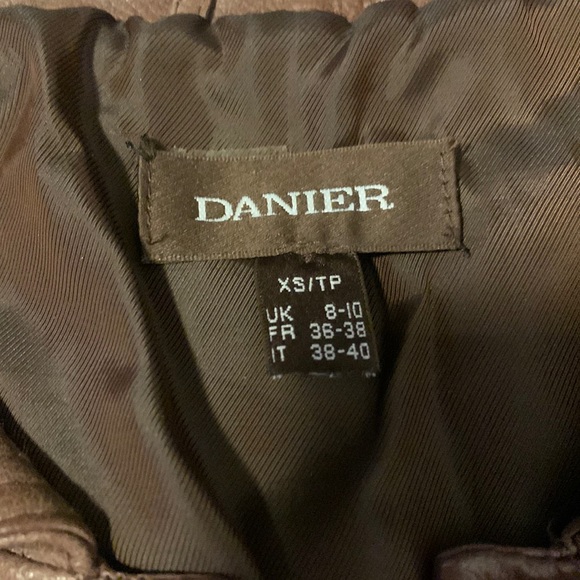 DANIER
XS/TP
UK 8-10
FR 36-38
IT 38-40